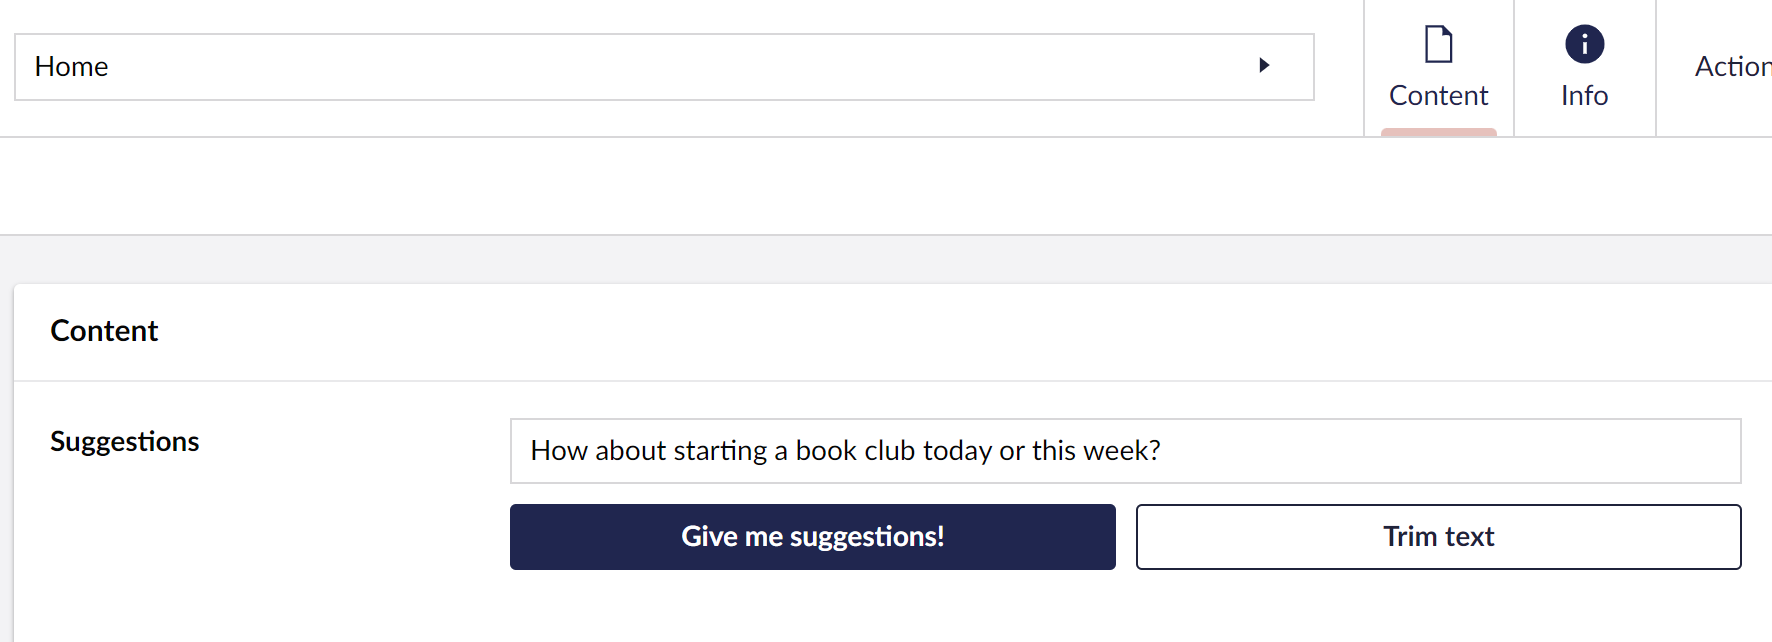 Home
Content
Info
Action
Content
Suggestions
How about starting a book club today or this week?
Give me suggestions!
Trim text